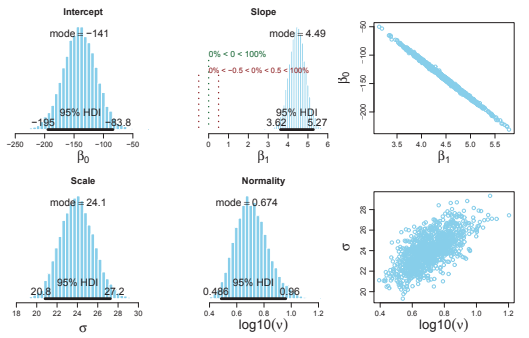 Intercept
mode = −141
95% HDI
−195 −83.8
−250 −200 −150 −100 −50
β0
Slope
mode = 4.49
0% < 0 < 100%
0% < −0.5 < 0% < 0.5 < 100%
95% HDI
3.62 5.27
0 1 2 3 4 5 6
β1
−50
−100
−150
−200
β0
3.5 4.0 4.5 5.0 5.5
β1
Scale
mode = 24.1
95% HDI
20.8 27.2
18 20 22 24 26 28 30
σ
Normality
mode = 0.674
95% HDI
0.486 0.96
0.4 0.6 0.8 1.0 1.2
log10(ν)
28
26
24
22
20
σ
0.4 0.6 0.8 1.0 1.2
log10(ν)